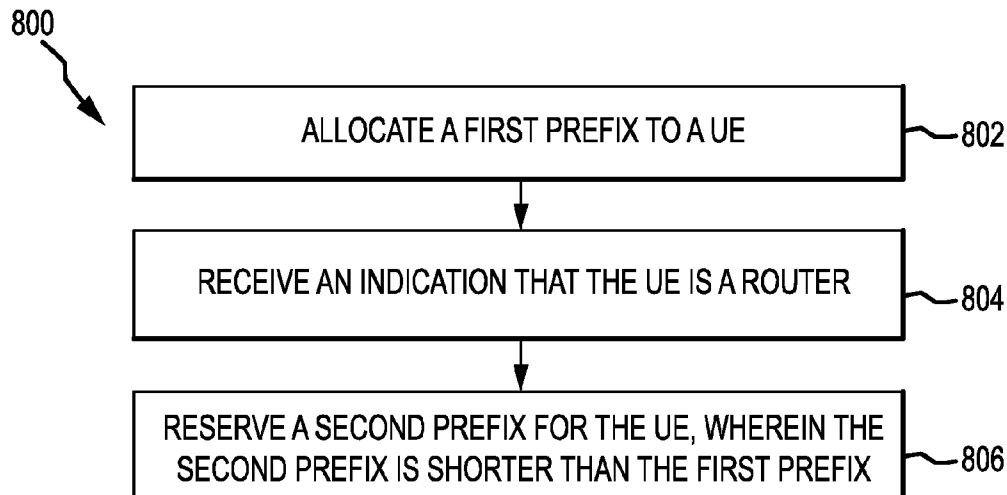 800
ALLOCATE A FIRST PREFIX TO A UE
802
RECEIVE AN INDICATION THAT THE UE IS A ROUTER
804
RESERVE A SECOND PREFIX FOR THE UE, WHEREIN THE
SECOND PREFIX IS SHORTER THAN THE FIRST PREFIX
806